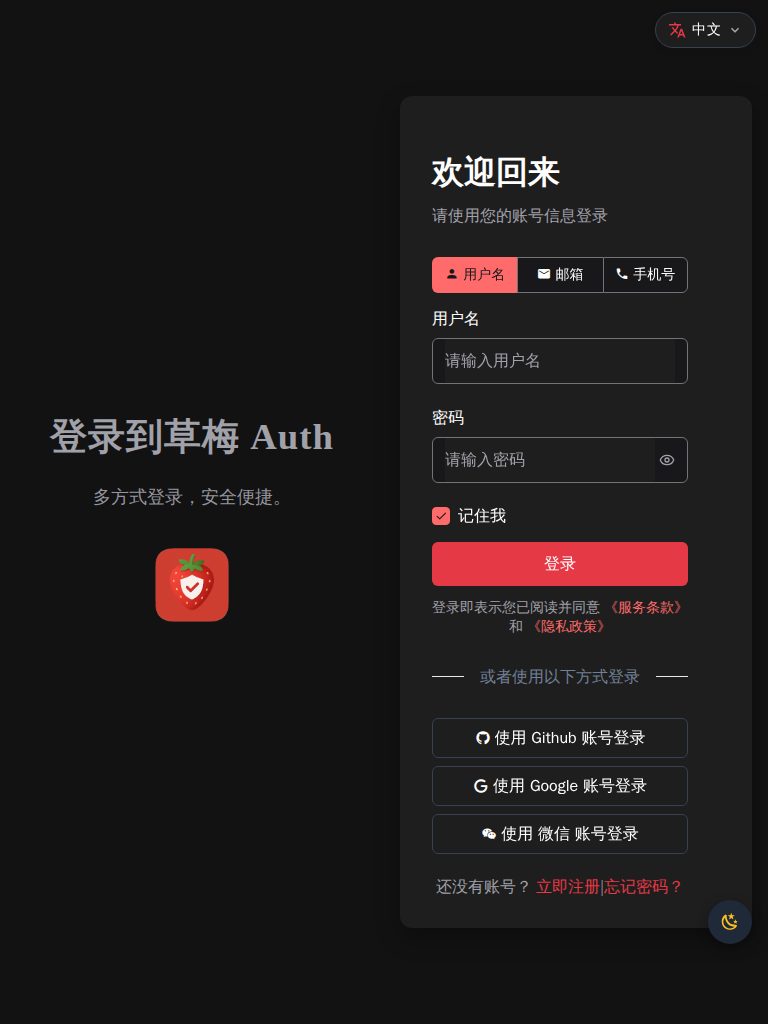 中文
登录到草梅 Auth
多方式登录，安全便捷。
欢迎回来
请使用您的账号信息登录
用户名 邮箱 手机号
用户名
请输入用户名
密码
请输入密码
记住我
登录
登录即表示您已阅读并同意 《服务条款》
和 《隐私政策》
或者使用以下方式登录
使用 Github 账号登录
使用 Google 账号登录
使用 微信 账号登录
还没有账号？ 立即注册|忘记密码？